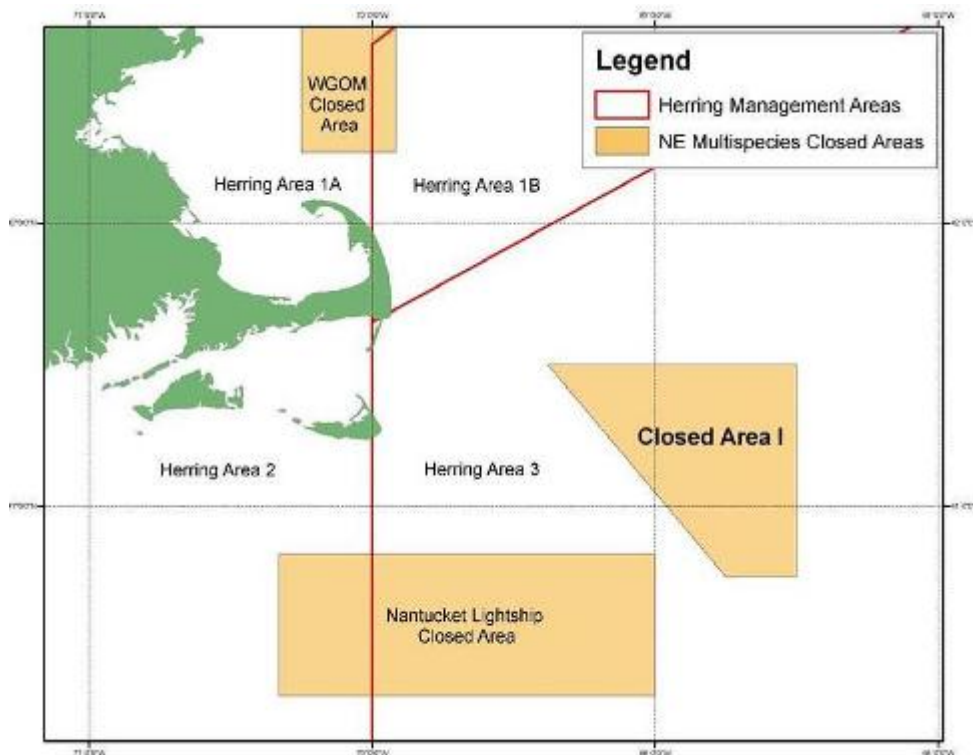 Legend
Herring Management Areas
NE Multispecies Closed Areas
WGOM
Closed
Area
Herring Area 1A
Herring Area 1B
Closed Area I
Herring Area 2
Herring Area 3
Nantucket Lightship
Closed Area